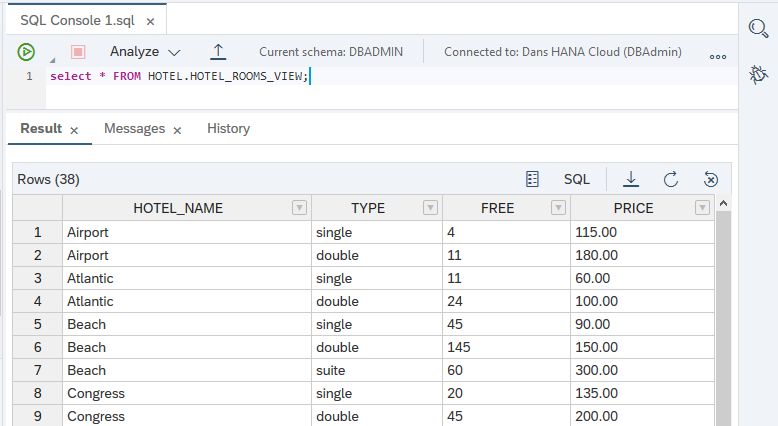 SQL Console 1.sql ×
Analyze Current schema: DBADMIN Connected to: Dans HANA Cloud (DBAdmin)
1 select * FROM HOTEL.HOTEL_ROOMS_VIEW;
Result × Messages × History
Rows (38) SQL
HOTEL_NAME TYPE FREE PRICE
1 Airport single 4 115.00
2 Airport double 11 180.00
3 Atlantic single 11 60.00
4 Atlantic double 24 100.00
5 Beach single 45 90.00
6 Beach double 145 150.00
7 Beach suite 60 300.00
8 Congress single 20 135.00
9 Congress double 45 200.00